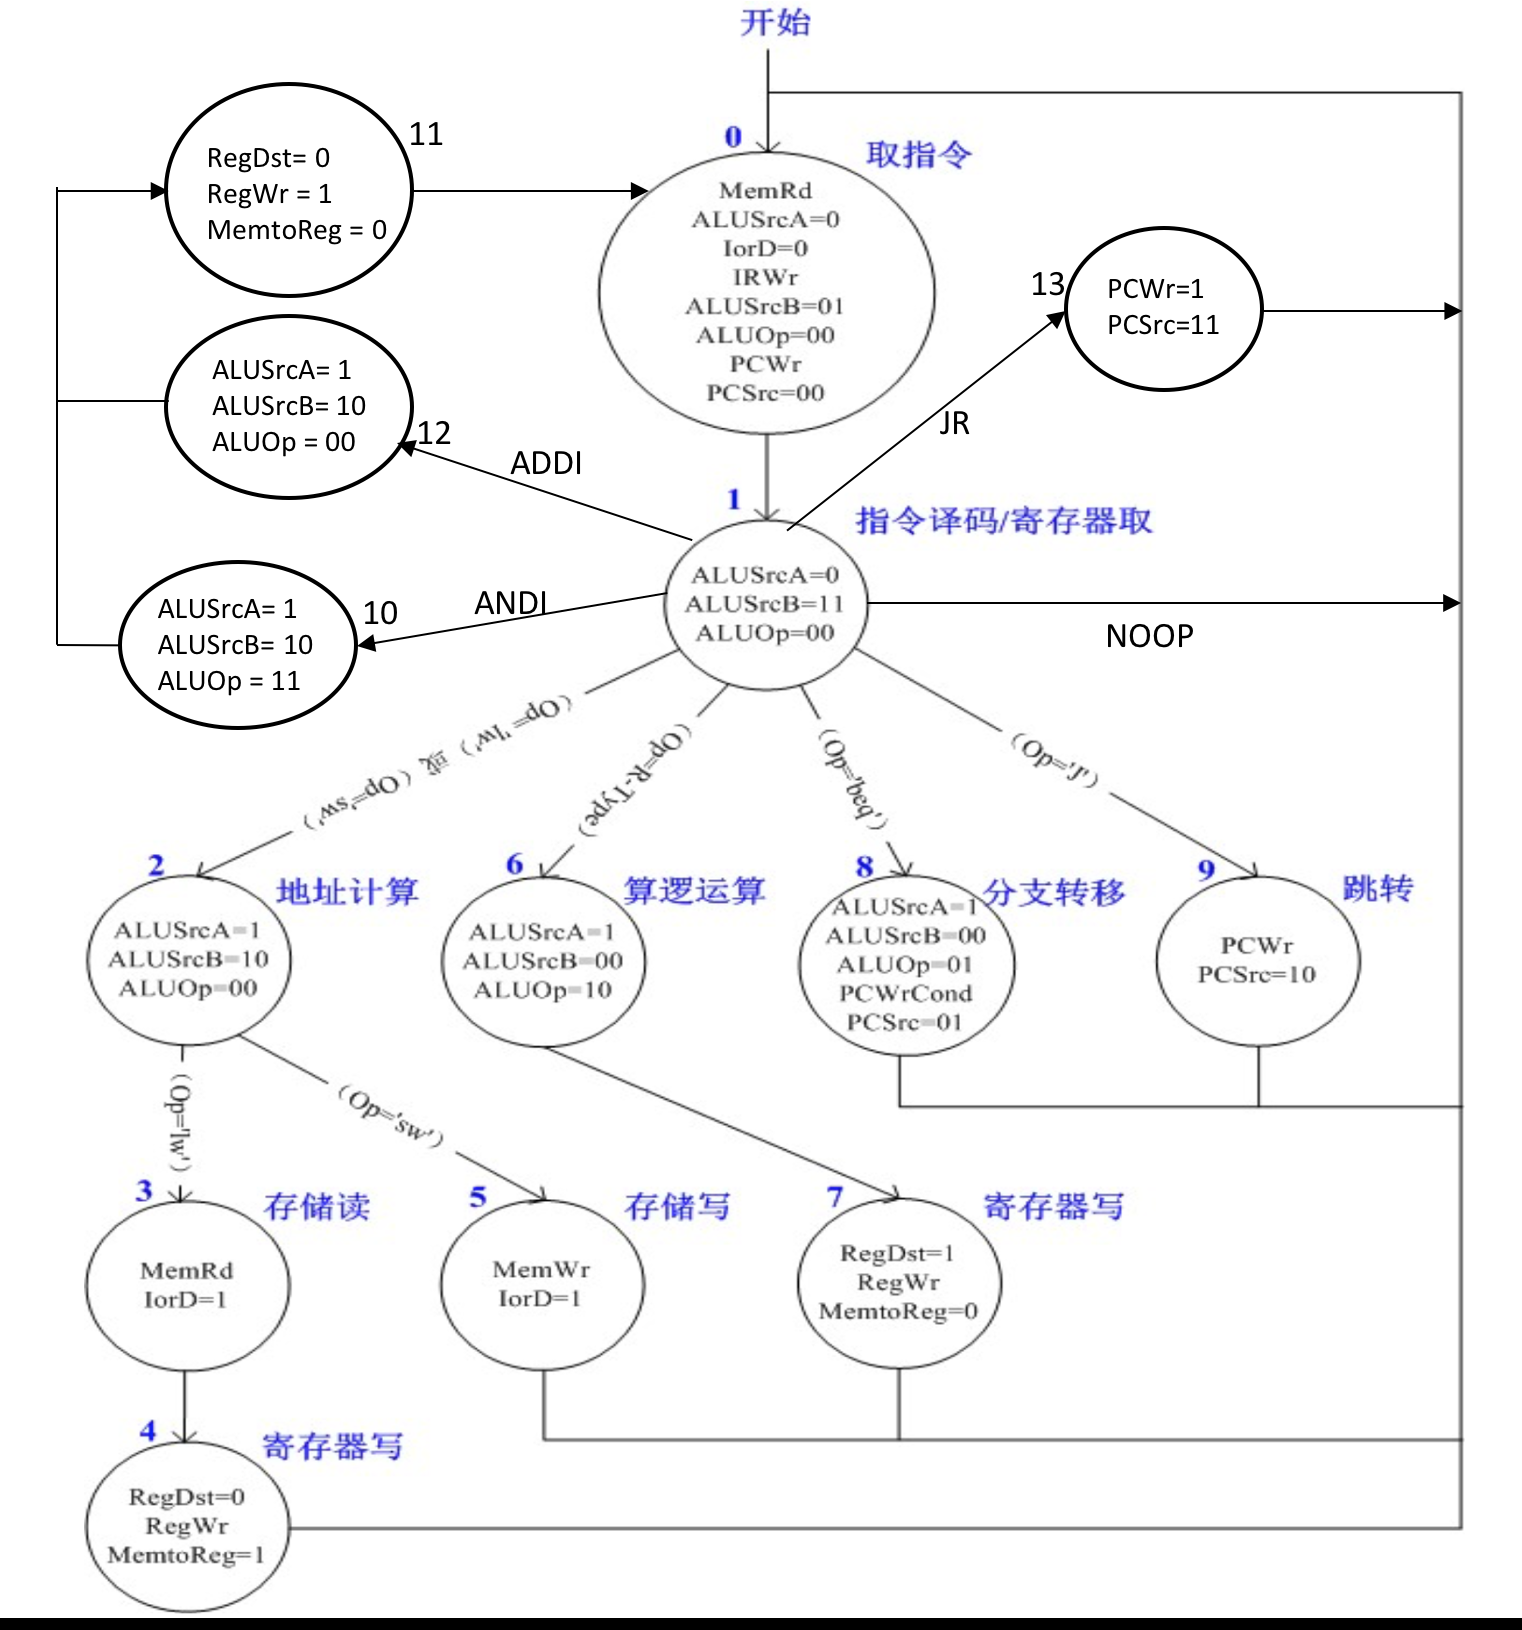 开始
11
RegDst= 0
RegWr = 1
MemtoReg = 0
0
取指令
MemRd
ALUSrcA=0
IorD=0
IRWr
ALUSrcB=01
ALUOp=00
PCWr
PCSrc=00
13
PCWr=1
PCSrc=11
ALUSrcA= 1
ALUSrcB= 10
ALUOp = 00
12
ADDI
JR
1
指令译码/寄存器取
ALUSrcA=0
ALUSrcB=11
ALUOp=00
ANDI
10
ALUSrcA= 1
ALUSrcB= 10
ALUOp = 11
NOOP
(Op='lw') 或 (Op='sw')
(Op=R-Type)
(Op='beq')
(Op='J')
2
地址计算
ALUSrcA=1
ALUSrcB=10
ALUOp=00
6
算逻运算
ALUSrcA=1
ALUSrcB=00
ALUOp=10
8
分支转移
ALUSrcA=1
ALUSrcB=00
ALUOp=01
PCWrCond
PCSrc=01
9
跳转
PCWr
PCSrc=10
(Op='lw')
(Op='sw')
3
存储读
MemRd
IorD=1
5
存储写
MemWr
IorD=1
7
寄存器写
RegDst=1
RegWr
MemtoReg=0
4
寄存器写
RegDst=0
RegWr
MemtoReg=1